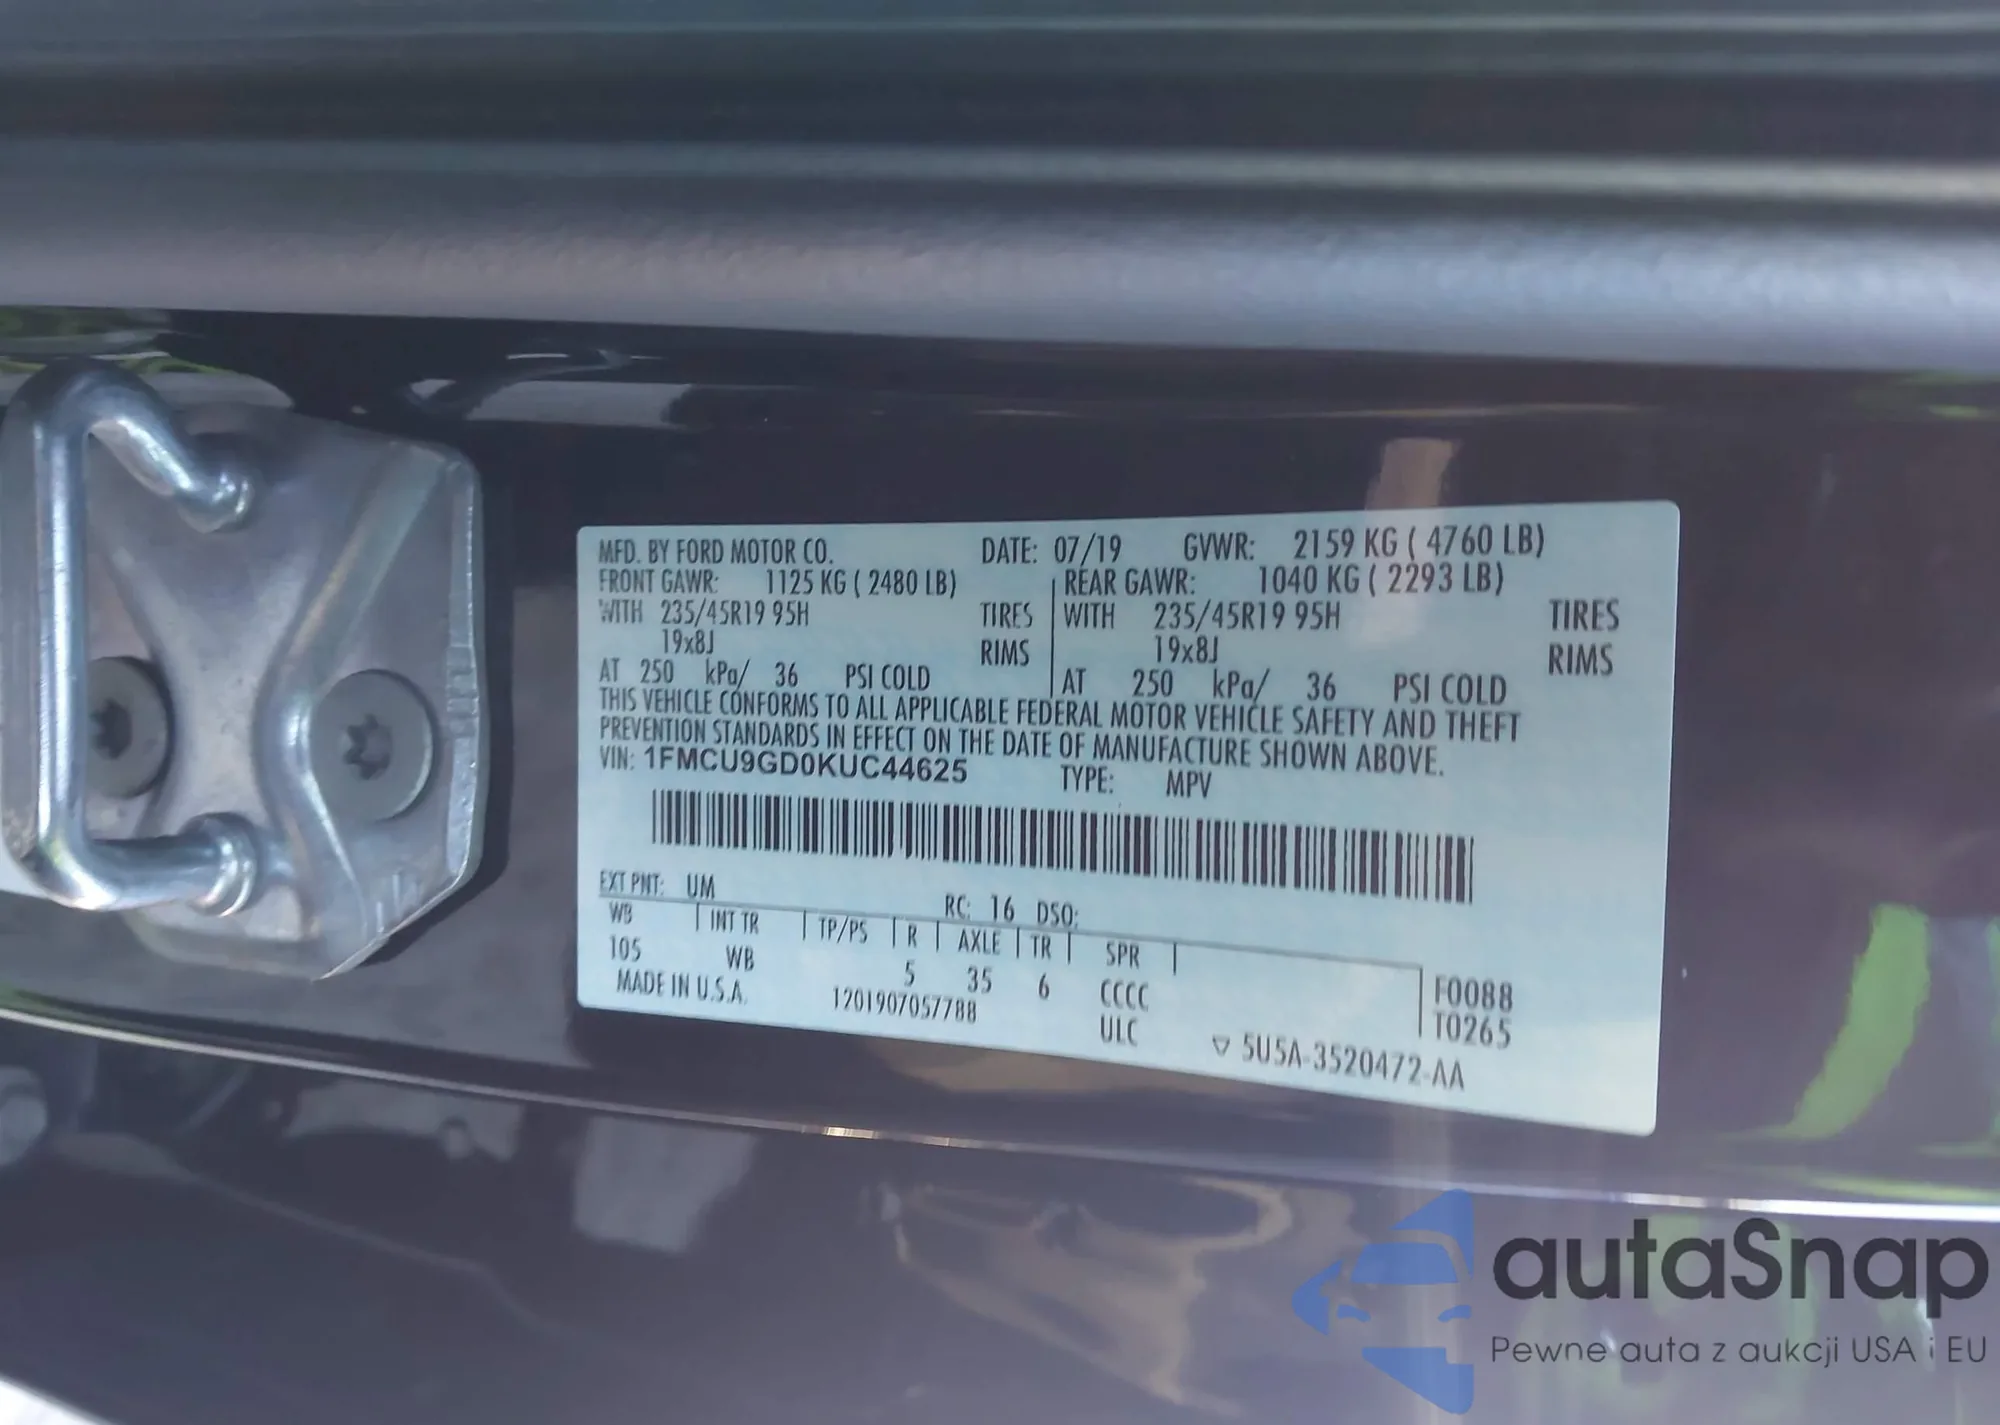 MFD. BY FORD MOTOR CO. DATE: 07/19 GVWR: 2159 KG ( 4760 LB)
FRONT GAWR: 1125 KG ( 2480 LB) REAR GAWR: 1040 KG ( 2293 LB)
WITH 235/45R19 95H TIRES WITH 235/45R19 95H TIRES
19x8J RIMS 19x8J RIMS
AT 250 kPa/ 36 PSI COLD AT 250 kPa/ 36 PSI COLD
THIS VEHICLE CONFORMS TO ALL APPLICABLE FEDERAL MOTOR VEHICLE SAFETY AND THEFT
PREVENTION STANDARDS IN EFFECT ON THE DATE OF MANUFACTURE SHOWN ABOVE.
VIN: 1FMCU9GD0KUC44625 TYPE: MPV
EXT PNT: UM RC: 16 DSO:
WB INT TR TP/PS R AXLE TR SPR
105 WB 5 35 6 CCCC F0088
MADE IN U.S.A. 1201907057788 ULC T0265
▽ 5U5A-3520472-AA
autaSnap
Pewne auta z aukcji USA i EU